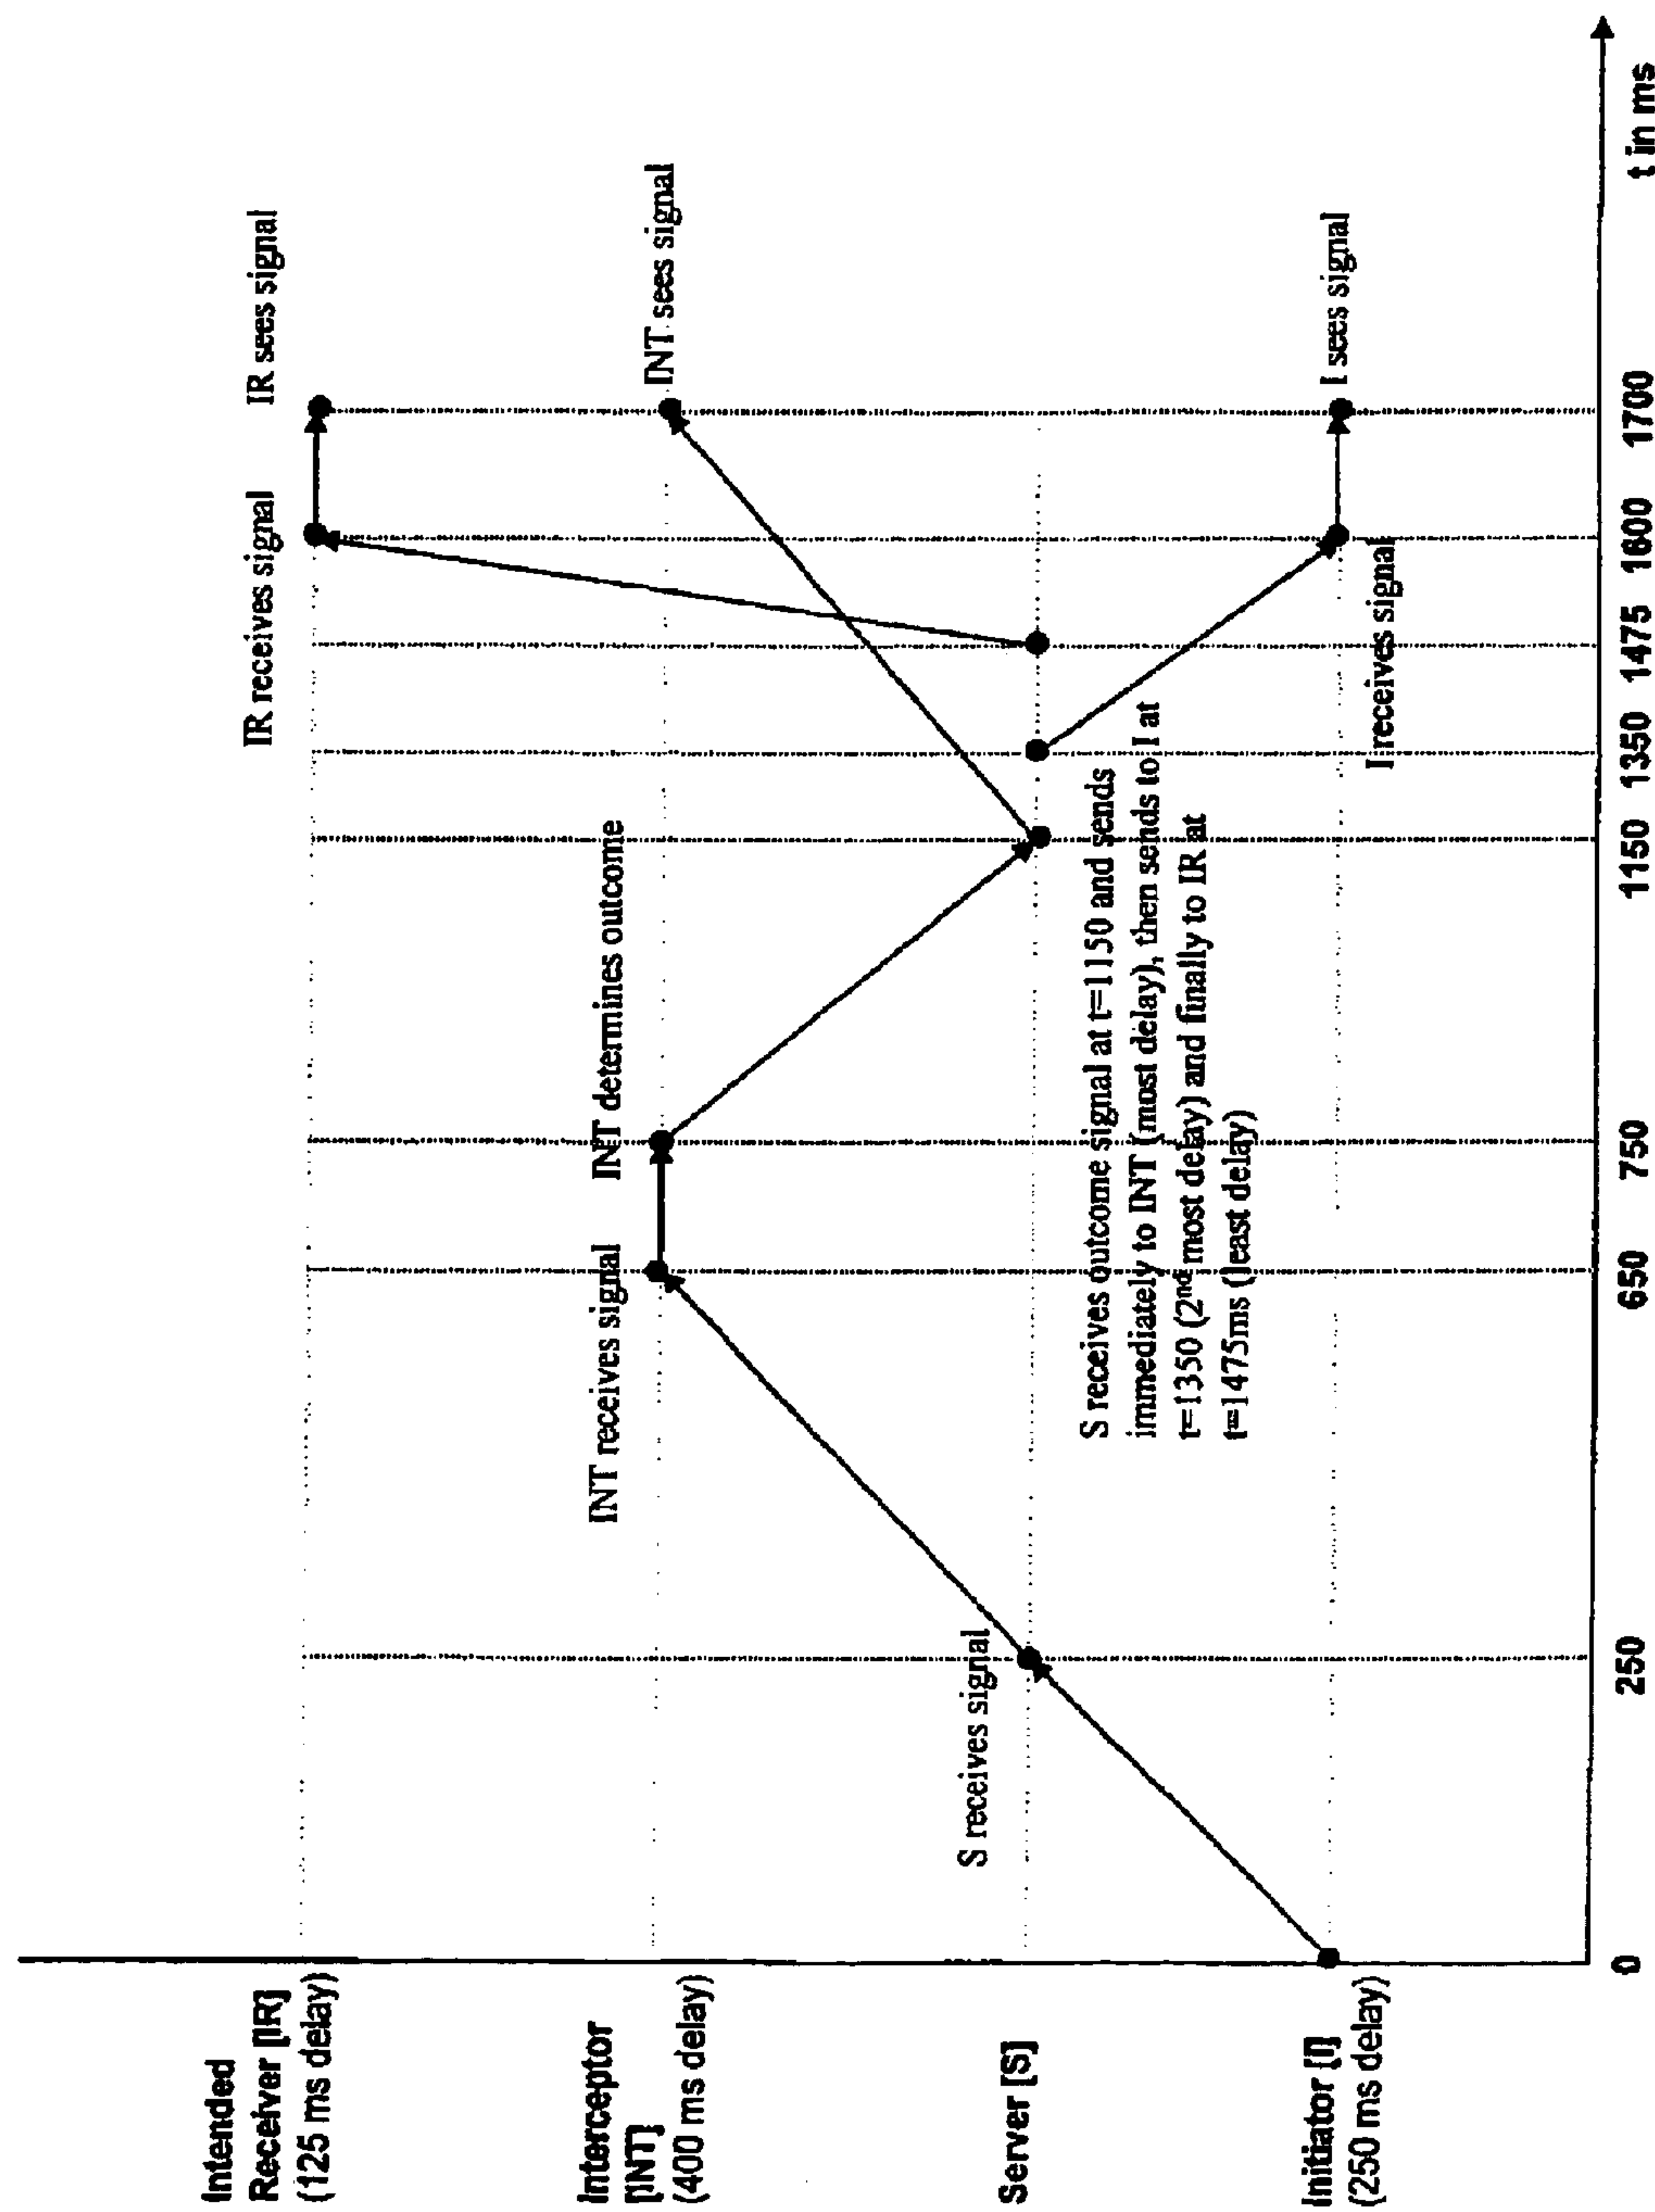 Intended
Receiver [IR]
(125 ms delay)
Interceptor
[INT]
(400 ms delay)
Server [S]
Initiator [I]
(250 ms delay)
IR receives signal
IR sees signal
INT receives signal
INT determines outcome
INT sees signal
S receives signal
S receives outcome signal at t=1150 and sends
immediately to INT (most delay), then sends to I at
t=1350 (2nd most delay) and finally to IR at
t=1475ms (least delay)
I receives signal
I sees signal
0
250
650
750
1150
1350
1475
1600
1700
t in ms